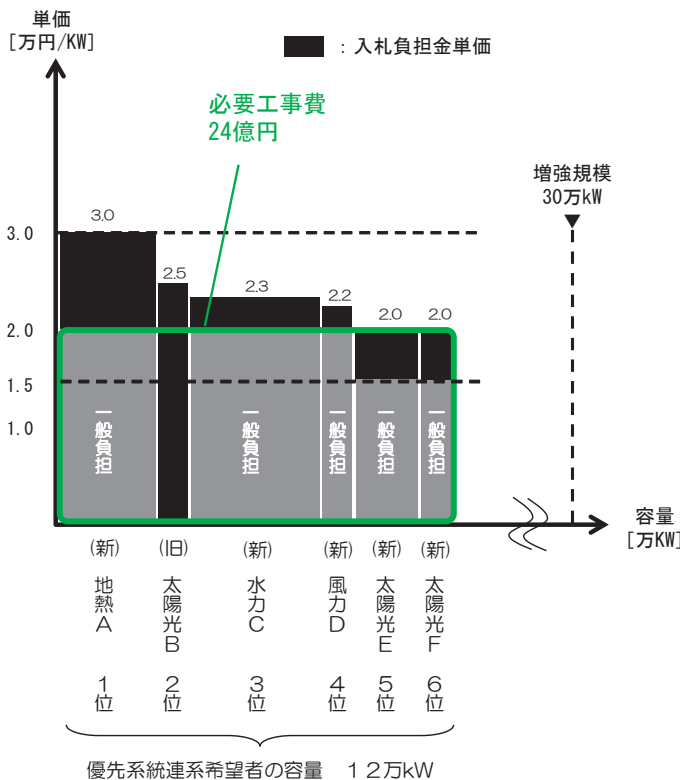 単価
[万円/KW]
：入札負担金単価
必要工事費
24億円
増強規模
30万kW
3.0
3.0
2.5
2.3
2.2
2.0
2.0
2.0
1.5
1.0
一般負担
一般負担
一般負担
一般負担
一般負担
容量
[万KW]
(新)
(旧)
(新)
(新)
(新)
(新)
地熱A
太陽光B
水力C
風力D
太陽光E
太陽光F
1位
2位
3位
4位
5位
6位
優先系統連系希望者の容量　１２万kW